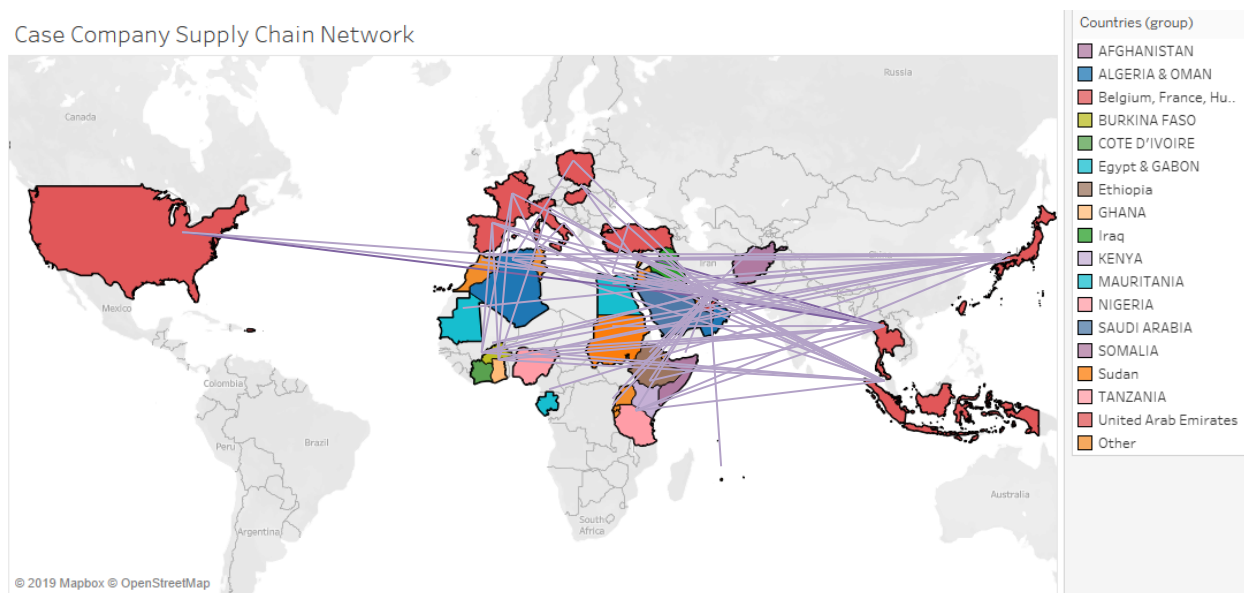 Case Company Supply Chain Network
Countries (group)
AFGHANISTAN
ALGERIA & OMAN
Belgium, France, Hu..
BURKINA FASO
COTE D'IVOIRE
Egypt & GABON
Ethiopia
GHANA
Iraq
KENYA
MAURITANIA
NIGERIA
SAUDI ARABIA
SOMALIA
Sudan
TANZANIA
United Arab Emirates
Other
Russia
Canada
Iran
Mexico
Colombia
Peru
Brazil
Argentina
South
Africa
Australia
© 2019 Mapbox © OpenStreetMap